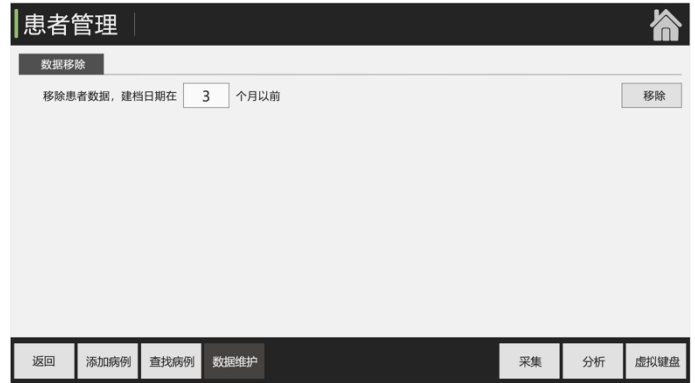 患者管理
数据移除
移除患者数据，建档日期在 3 个月以前 移除
返回 添加病例 查找病例 数据维护 采集 分析 虚拟键盘